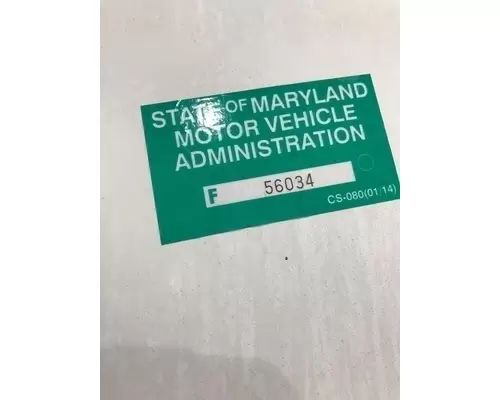 STATE OF MARYLAND
MOTOR VEHICLE
ADMINISTRATION
F 56034
CS-080(01/14)